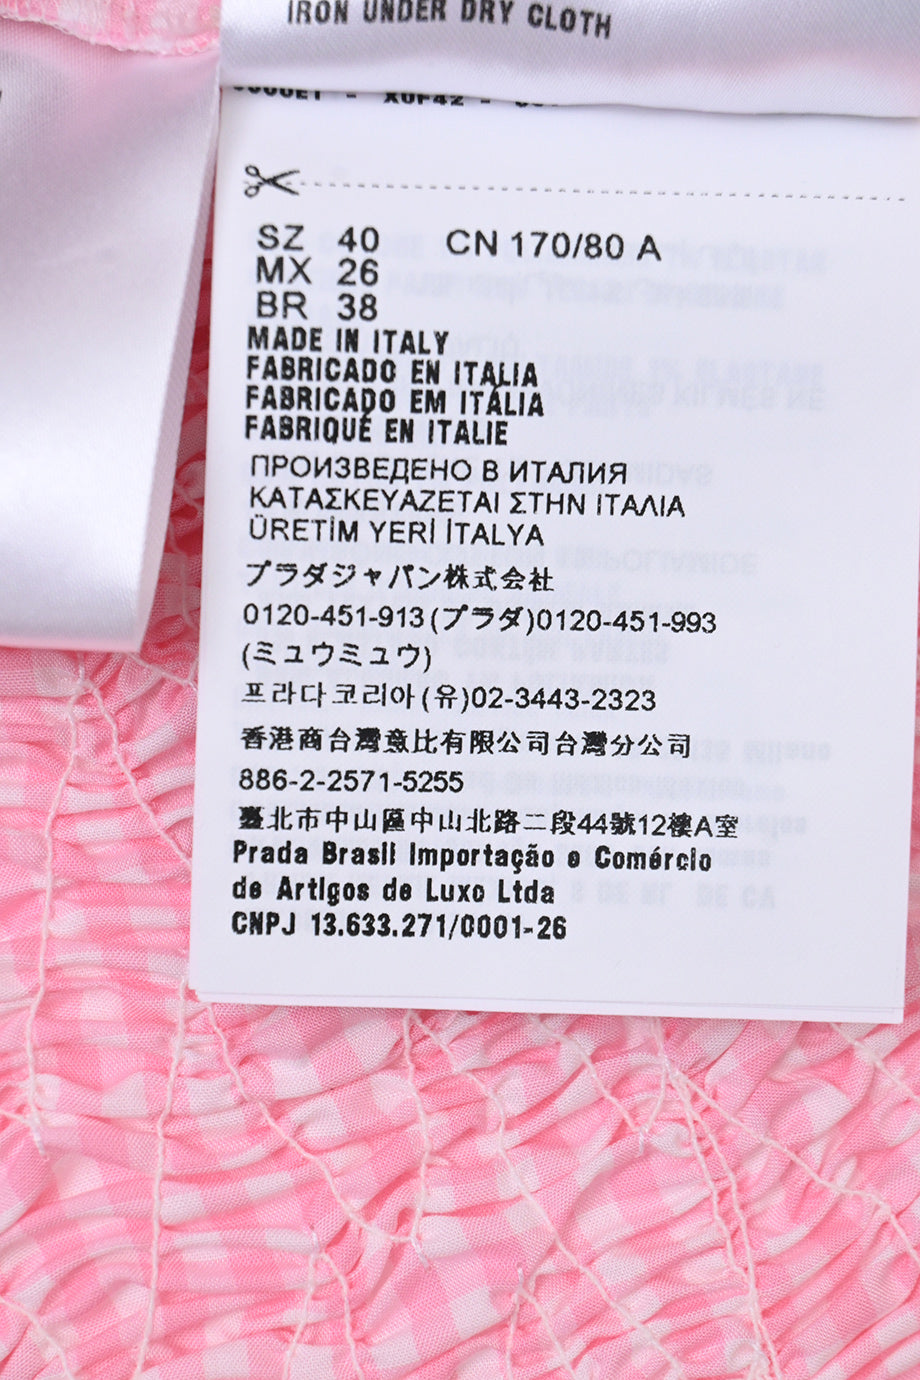 IRON UNDER DRY CLOTH
SZ 40 CN 170/80 A
MX 26
BR 38
MADE IN ITALY
FABRICADO EN ITALIA
FABRICADO EM ITÁLIA
FABRIQUÉ EN ITALIE
ПРОИЗВЕДЕНО В ИТАЛИЯ
ΚΑΤΑΣΚΕΥΑΖΕΤΑΙ ΣΤΗΝ ΙΤΑΛΙΑ
ÜRETİM YERİ İTALYA
プラダジャパン株式会社
0120-451-913(プラダ)0120-451-993
(ミュウミュウ)
프라다코리아(유)02-3443-2323
香港商台灣意比有限公司台灣分公司
886-2-2571-5255
臺北市中山區中山北路二段44號12樓A室
Prada Brasil Importação e Comércio
de Artigos de Luxo Ltda
CNPJ 13.633.271/0001-26